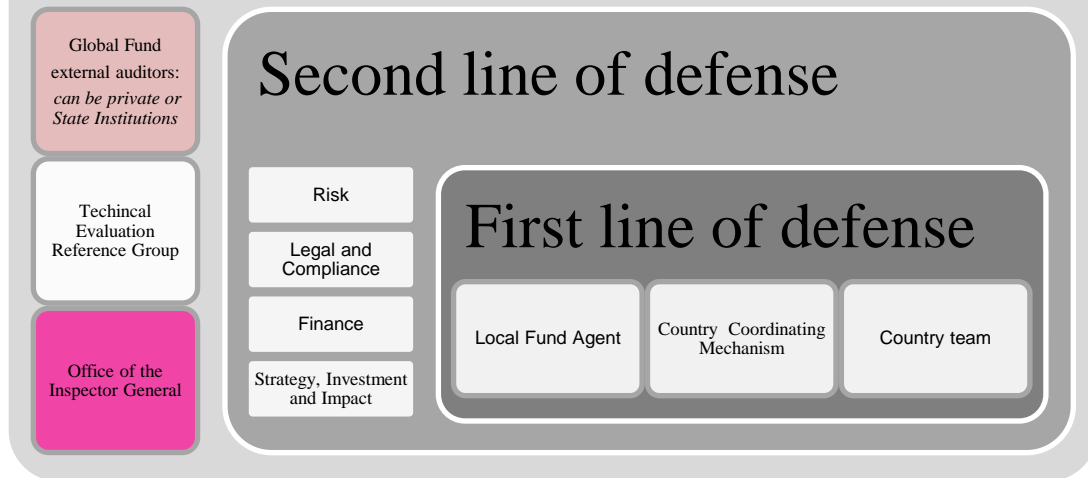 Global Fund
external auditors:
can be private or
State Institutions
Techincal
Evaluation
Reference Group
Office of the
Inspector General
Second line of defense
Risk
Legal and
Compliance
Finance
Strategy, Investment
and Impact
First line of defense
Local Fund Agent
Country Coordinating
Mechanism
Country team